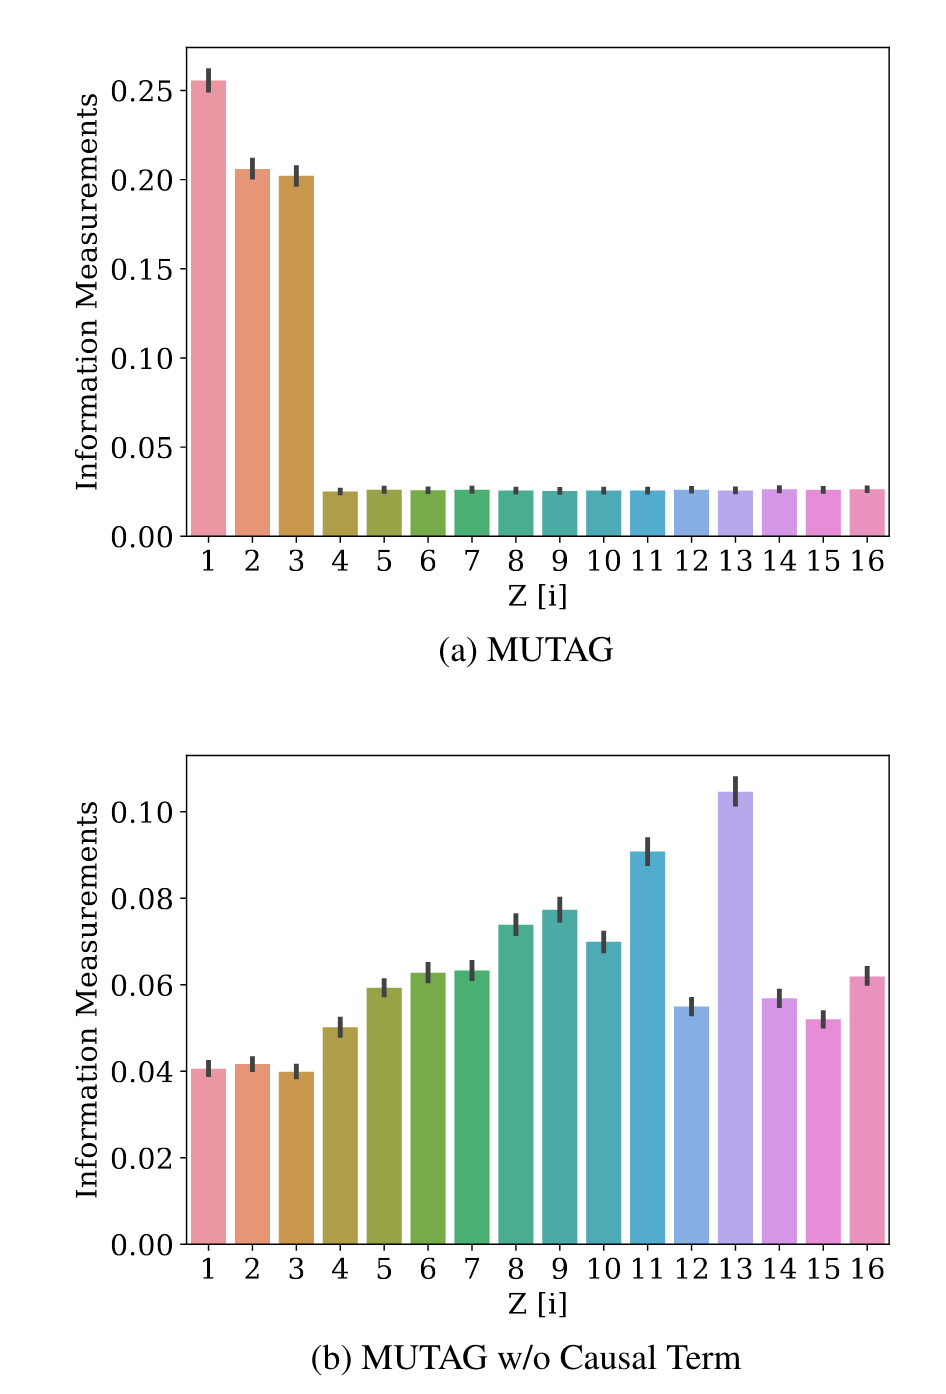 Information Measurements
0.25
0.20
0.15
0.10
0.05
0.00
1 2 3 4 5 6 7 8 9 10 11 12 13 14 15 16
Z [i]
(a) MUTAG
Information Measurements
0.10
0.08
0.06
0.04
0.02
0.00
1 2 3 4 5 6 7 8 9 10 11 12 13 14 15 16
Z [i]
(b) MUTAG w/o Causal Term